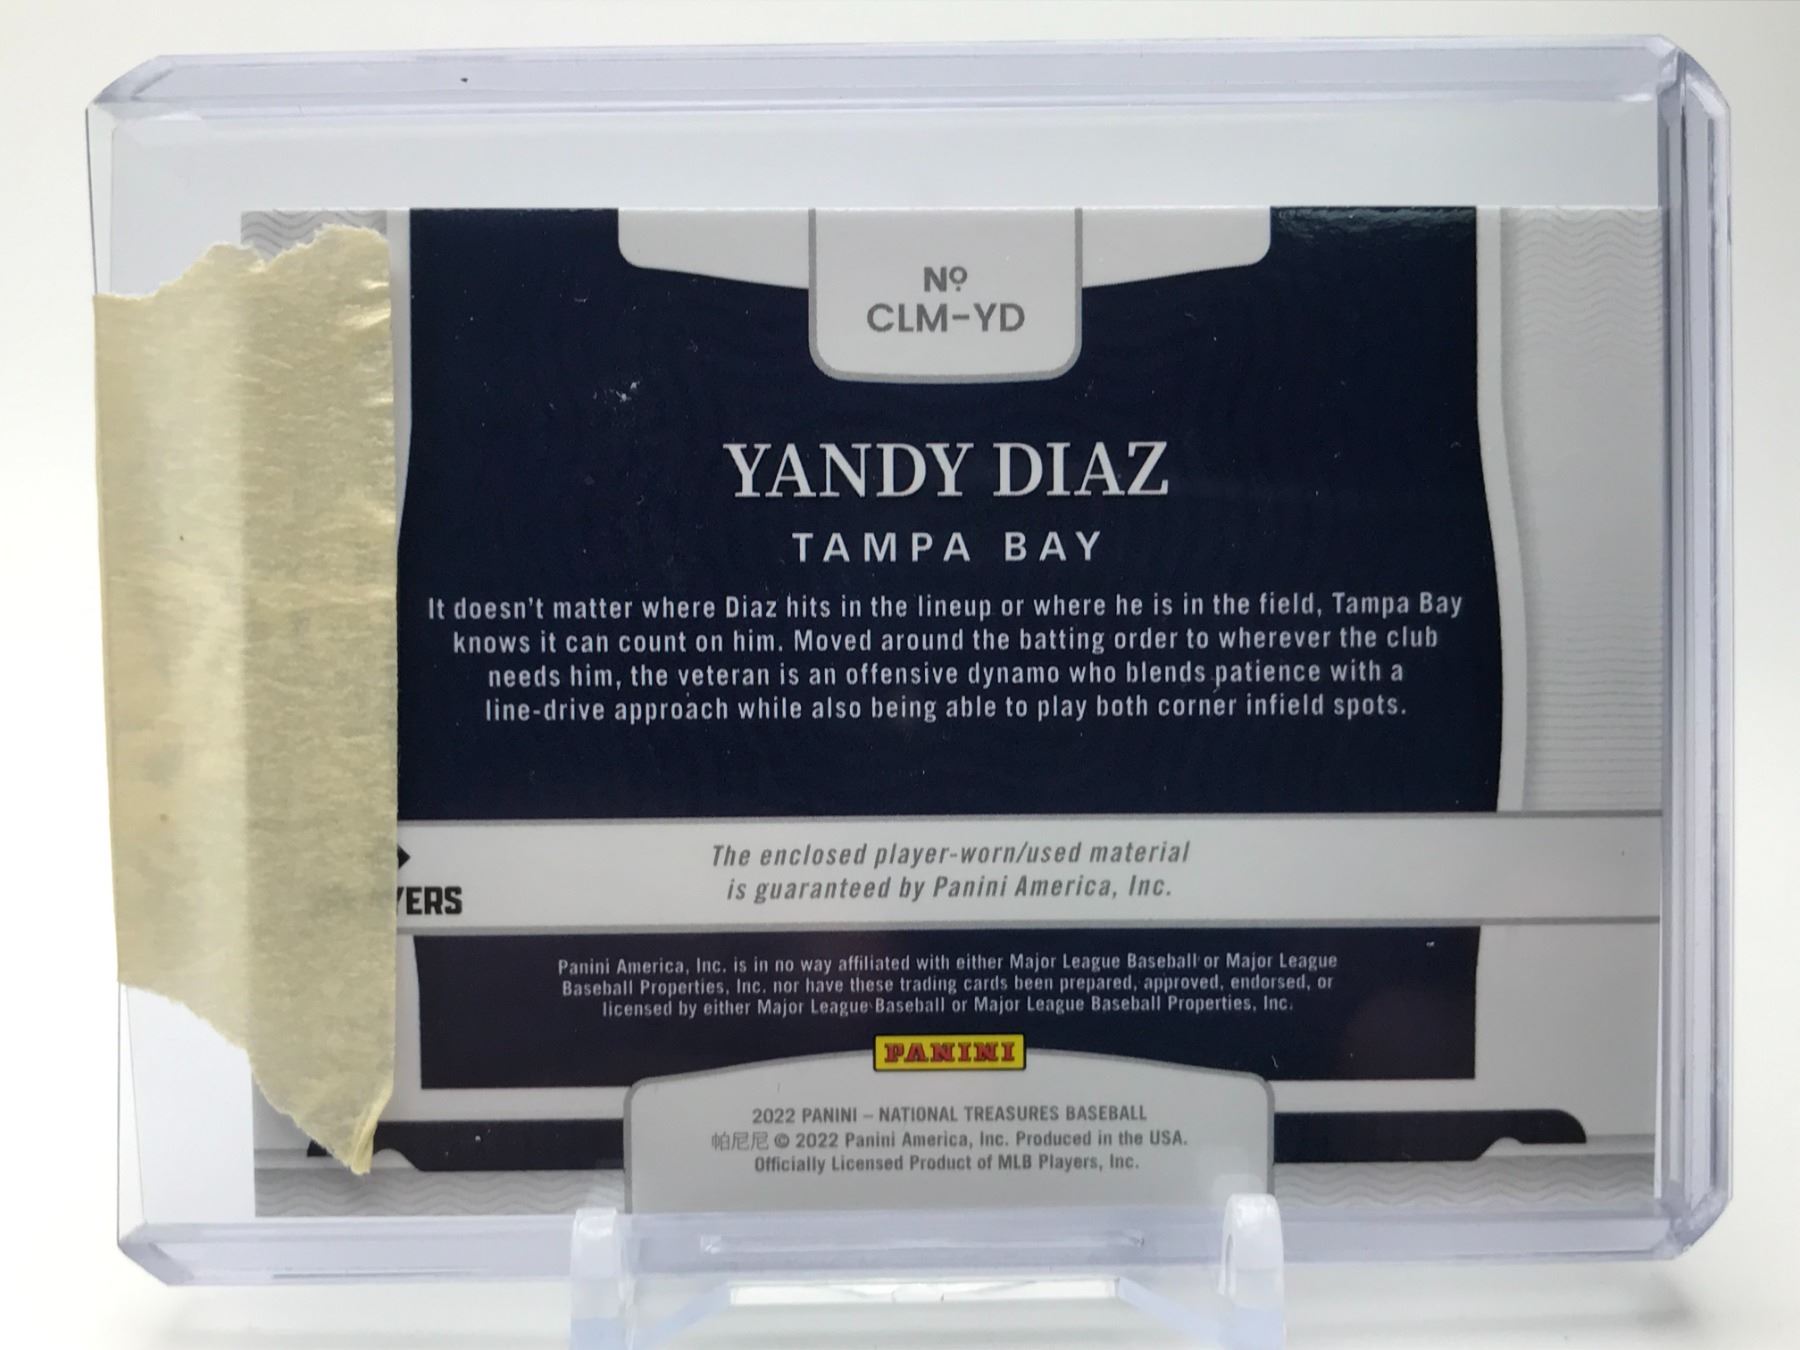 Nº
CLM-YD
YANDY DIAZ
TAMPA BAY
It doesn't matter where Diaz hits in the lineup or where he is in the field, Tampa Bay
knows it can count on him. Moved around the batting order to wherever the club
needs him, the veteran is an offensive dynamo who blends patience with a
line-drive approach while also being able to play both corner infield spots.
The enclosed player-worn/used material
is guaranteed by Panini America, Inc.
YERS
Panini America, Inc. is in no way affiliated with either Major League Baseball or Major League
Baseball Properties, Inc. nor have these trading cards been prepared, approved, endorsed, or
licensed by either Major League Baseball or Major League Baseball Properties, Inc.
PANINI
2022 PANINI – NATIONAL TREASURES BASEBALL
帕尼尼 © 2022 Panini America, Inc. Produced in the USA.
Officially Licensed Product of MLB Players, Inc.